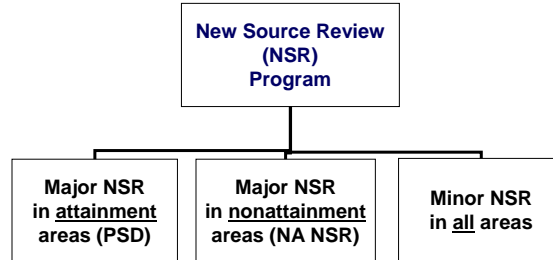 New Source Review
(NSR)
Program
Major NSR
in attainment
areas (PSD)
Major NSR
in nonattainment
areas (NA NSR)
Minor NSR
in all areas